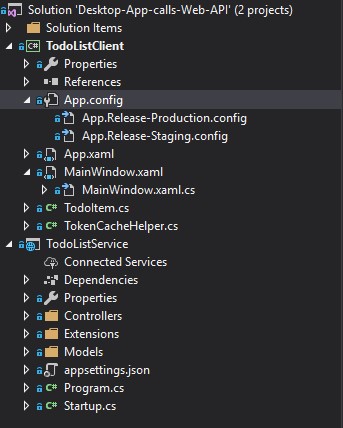 Solution 'Desktop-App-calls-Web-API' (2 projects)
Solution Items
C# TodoListClient
Properties
References
App.config
App.Release-Production.config
App.Release-Staging.config
App.xaml
MainWindow.xaml
MainWindow.xaml.cs
C# TodoItem.cs
C# TokenCacheHelper.cs
TodoListService
Connected Services
Dependencies
Properties
Controllers
Extensions
Models
appsettings.json
C# Program.cs
C# Startup.cs